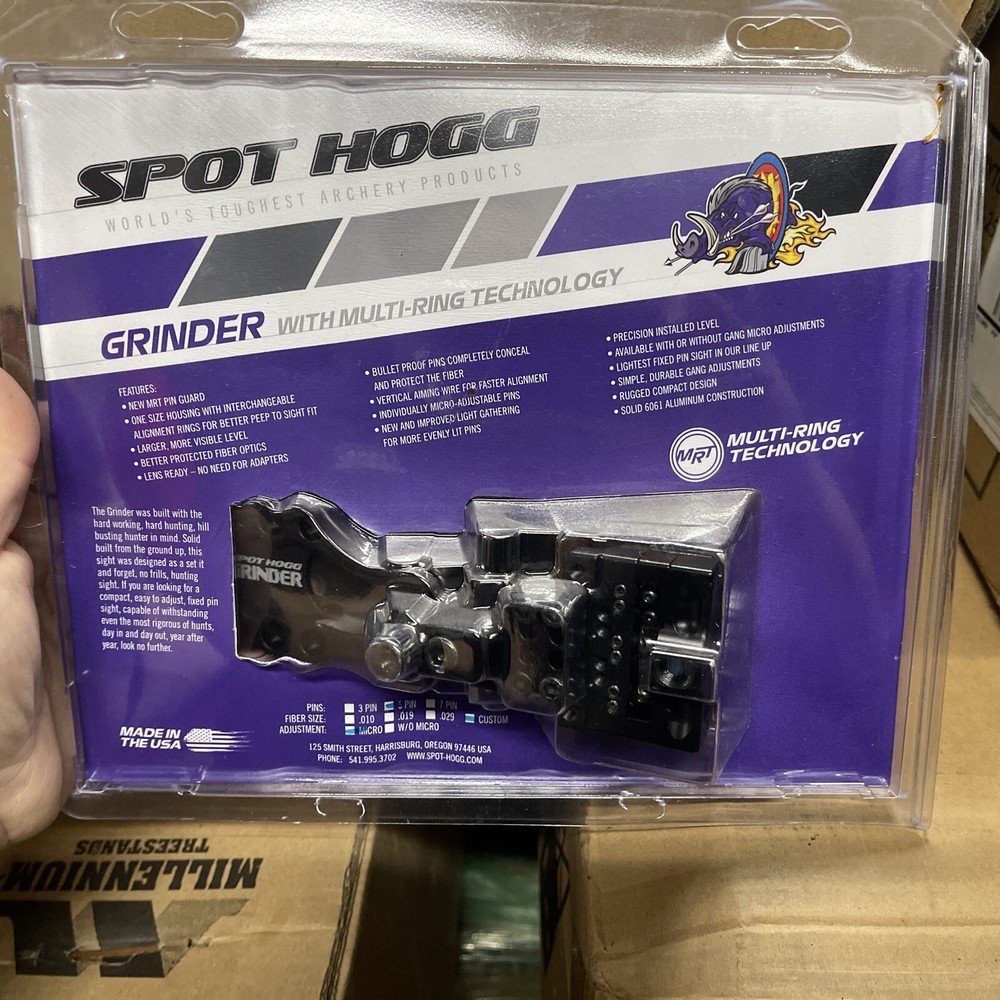 SPOT HOGG
WORLD'S TOUGHEST ARCHERY PRODUCTS
GRINDER WITH MULTI-RING TECHNOLOGY
FEATURES:
• NEW MRT PIN GUARD
• ONE SIZE HOUSING WITH INTERCHANGEABLE
ALIGNMENT RINGS FOR BETTER PEEP TO SIGHT FIT
• LARGER, MORE VISIBLE LEVEL
• BETTER PROTECTED FIBER OPTICS
• LENS READY – NO NEED FOR ADAPTERS
• BULLET PROOF PINS COMPLETELY CONCEAL
AND PROTECT THE FIBER
• VERTICAL AIMING WIRE FOR FASTER ALIGNMENT
• INDIVIDUALLY MICRO-ADJUSTABLE PINS
• NEW AND IMPROVED LIGHT GATHERING
FOR MORE EVENLY LIT PINS
• PRECISION INSTALLED LEVEL
• AVAILABLE WITH OR WITHOUT GANG MICRO ADJUSTMENTS
• LIGHTEST FIXED PIN SIGHT IN OUR LINE UP
• SIMPLE, DURABLE GANG ADJUSTMENTS
• RUGGED COMPACT DESIGN
• SOLID 6061 ALUMINUM CONSTRUCTION
MRT
MULTI-RING
TECHNOLOGY
The Grinder was built with the
hard working, hard hunting, hill
busting hunter in mind. Solid
built from the ground up, this
sight was designed as a set it
and forget, no frills, hunting
sight. If you are looking for a
compact, easy to adjust, fixed pin
sight, capable of withstanding
even the most rigorous of hunts,
day in and day out, year after
year, look no further.
SPOT HOGG
GRINDER
PINS: 3 PIN 5 PIN 7 PIN
FIBER SIZE: .010 .019 .029 CUSTOM
ADJUSTMENT: MICRO W/O MICRO
MADE IN
THE USA
125 SMITH STREET, HARRISBURG, OREGON 97446 USA
PHONE: 541.995.3702 WWW.SPOT-HOGG.COM
MILLENNIUM
TREESTANDS